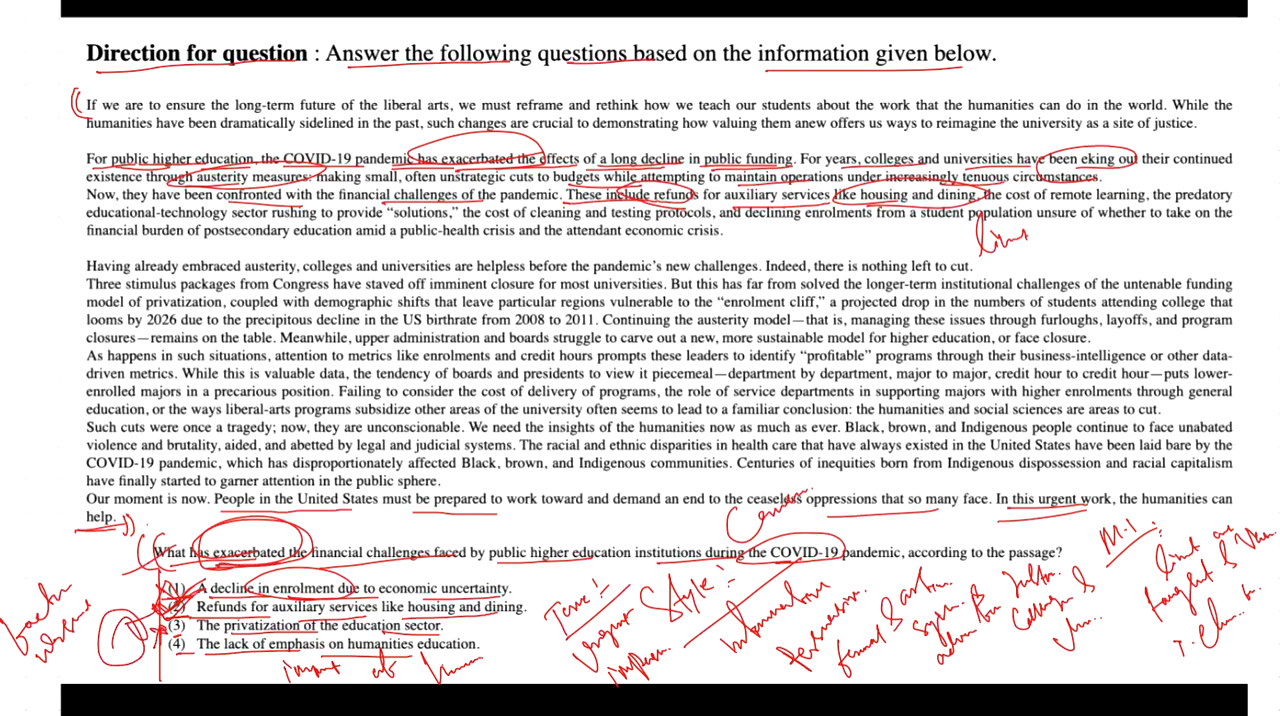 Direction for question : Answer the following questions based on the information given below.
If we are to ensure the long-term future of the liberal arts, we must reframe and rethink how we teach our students about the work that the humanities can do in the world. While the
humanities have been dramatically sidelined in the past, such changes are crucial to demonstrating how valuing them anew offers us ways to reimagine the university as a site of justice.
For public higher education, the COVID-19 pandemic has exacerbated the effects of a long decline in public funding. For years, colleges and universities have been eking out their continued
existence through austerity measures: making small, often unstrategic cuts to budgets while attempting to maintain operations under increasingly tenuous circumstances.
Now, they have been confronted with the financial challenges of the pandemic. These include refunds for auxiliary services like housing and dining, the cost of remote learning, the predatory
educational-technology sector rushing to provide “solutions,” the cost of cleaning and testing protocols, and declining enrolments from a student population unsure of whether to take on the
financial burden of postsecondary education amid a public-health crisis and the attendant economic crisis.
Having already embraced austerity, colleges and universities are helpless before the pandemic’s new challenges. Indeed, there is nothing left to cut.
Three stimulus packages from Congress have staved off imminent closure for most universities. But this has far from solved the longer-term institutional challenges of the untenable funding
model of privatization, coupled with demographic shifts that leave particular regions vulnerable to the “enrolment cliff,” a projected drop in the numbers of students attending college that
looms by 2026 due to the precipitous decline in the US birthrate from 2008 to 2011. Continuing the austerity model—that is, managing these issues through furloughs, layoffs, and program
closures—remains on the table. Meanwhile, upper administration and boards struggle to carve out a new, more sustainable model for higher education, or face closure.
As happens in such situations, attention to metrics like enrolments and credit hours prompts these leaders to identify “profitable” programs through their business-intelligence or other data-
driven metrics. While this is valuable data, the tendency of boards and presidents to view it piecemeal—department by department, major to major, credit hour to credit hour—puts lower-
enrolled majors in a precarious position. Failing to consider the cost of delivery of programs, the role of service departments in supporting majors with higher enrolments through general
education, or the ways liberal-arts programs subsidize other areas of the university often seems to lead to a familiar conclusion: the humanities and social sciences are areas to cut.
Such cuts were once a tragedy; now, they are unconscionable. We need the insights of the humanities now as much as ever. Black, brown, and Indigenous people continue to face unabated
violence and brutality, aided, and abetted by legal and judicial systems. The racial and ethnic disparities in health care that have always existed in the United States have been laid bare by the
COVID-19 pandemic, which has disproportionately affected Black, brown, and Indigenous communities. Centuries of inequities born from Indigenous dispossession and racial capitalism
have finally started to garner attention in the public sphere.
Our moment is now. People in the United States must be prepared to work toward and demand an end to the ceaseless oppressions that so many face. In this urgent work, the humanities can
help.
What has exacerbated the financial challenges faced by public higher education institutions during the COVID-19 pandemic, according to the passage?
(1) A decline in enrolment due to economic uncertainty.
(2) Refunds for auxiliary services like housing and dining.
(3) The privatization of the education sector.
(4) The lack of emphasis on humanities education.
Tone:
Style: